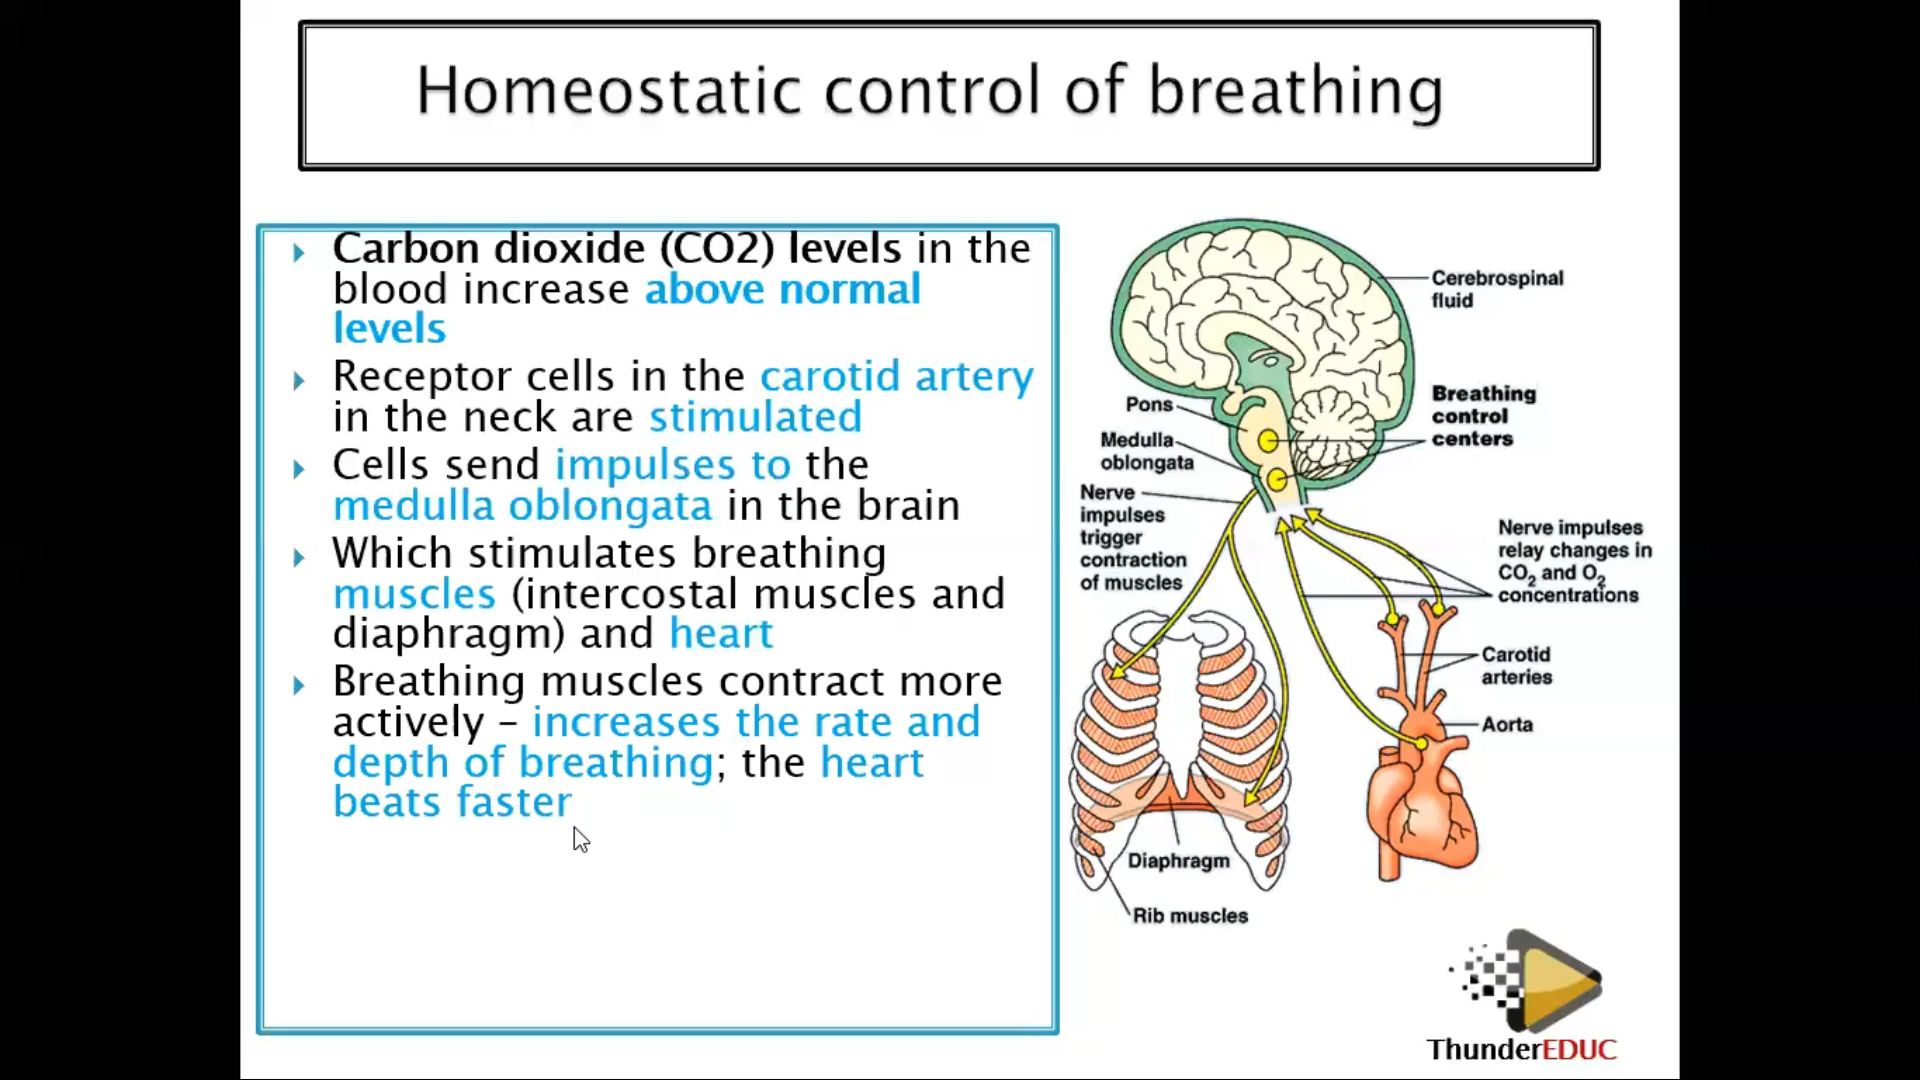 Homeostatic control of breathing
Carbon dioxide (CO2) levels in the
blood increase above normal
levels
Receptor cells in the carotid artery
in the neck are stimulated
Cells send impulses to the
medulla oblongata in the brain
Which stimulates breathing
muscles (intercostal muscles and
diaphragm) and heart
Breathing muscles contract more
actively – increases the rate and
depth of breathing; the heart
beats faster
Cerebrospinal
fluid
Pons
Breathing
control
centers
Medulla
oblongata
Nerve
impulses
trigger
contraction
of muscles
Nerve impulses
relay changes in
CO₂ and O₂
concentrations
Carotid
arteries
Aorta
Diaphragm
Rib muscles
ThunderEDUC